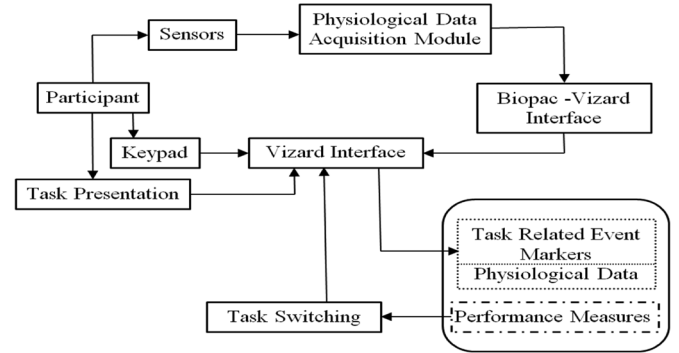 Physiological Data
Acquisition Module
Sensors
Participant
Biopac -Vizard
Interface
Keypad
Vizard Interface
Task Presentation
Task Related Event
Markers
Physiological Data
Task Switching
Performance Measures